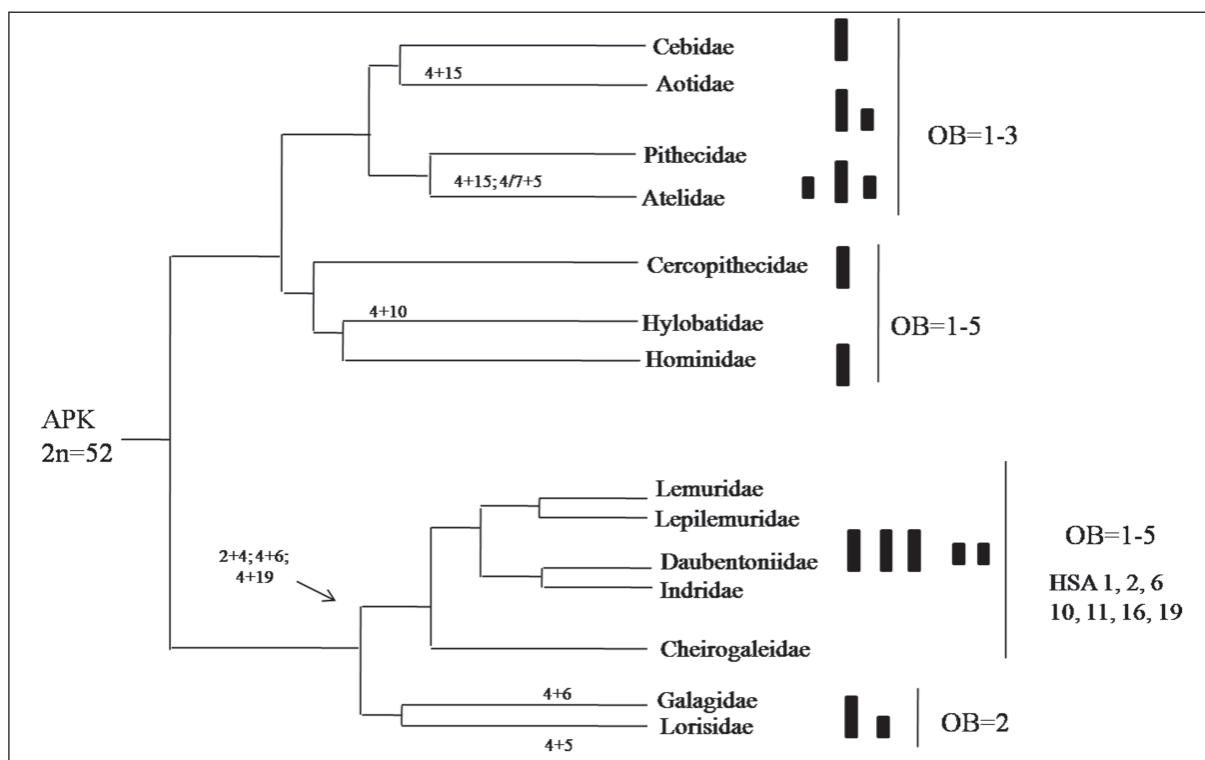 Cebidae
4+15
Aotidae
OB=1-3
Pithecidae
4+15; 4/7+5
Atelidae
Cercopithecidae
4+10
Hylobatidae
OB=1-5
Hominidae
APK
2n=52
Lemuridae
Lepilemuridae
OB=1-5
2+4; 4+6;
4+19
Daubentoniidae
Indridae
HSA 1, 2, 6
10, 11, 16, 19
Cheirogaleidae
4+6
Galagidae
OB=2
Lorisidae
4+5